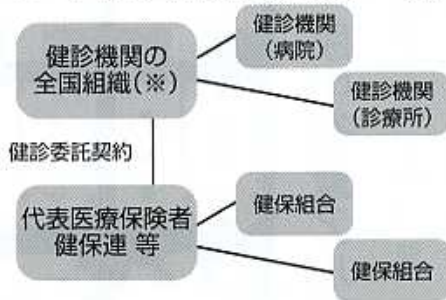 健診機関の
全国組織(※)
健診機関
(病院)
健診機関
(診療所)
健診委託契約
代表医療保険者
健保連 等
健保組合
健保組合